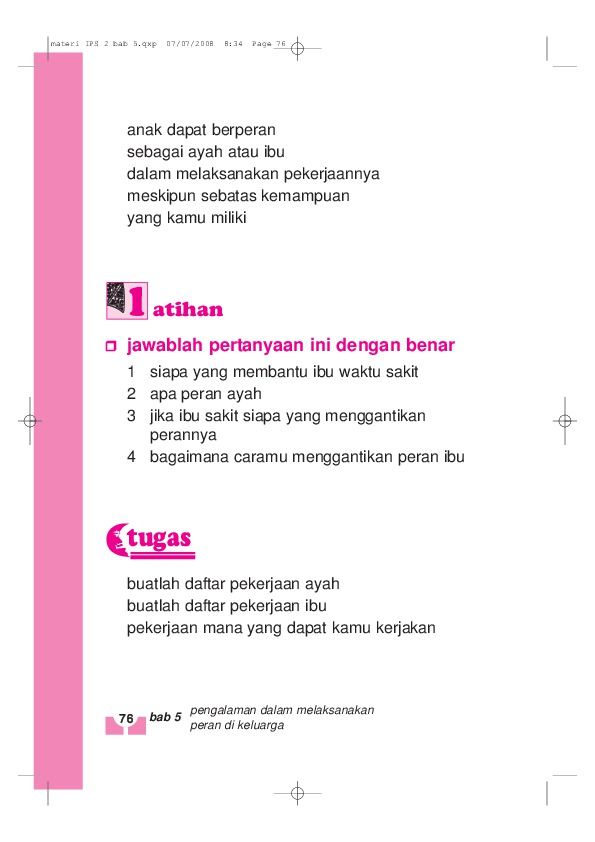 materi IPS 2 bab 5.qxp  07/07/2008  8:34  Page 76
anak dapat berperan
sebagai ayah atau ibu
dalam melaksanakan pekerjaannya
meskipun sebatas kemampuan
yang kamu miliki
latihan
jawablah pertanyaan ini dengan benar
1 siapa yang membantu ibu waktu sakit
2 apa peran ayah
3 jika ibu sakit siapa yang menggantikan
perannya
4 bagaimana caramu menggantikan peran ibu
tugas
buatlah daftar pekerjaan ayah
buatlah daftar pekerjaan ibu
pekerjaan mana yang dapat kamu kerjakan
76 bab 5 pengalaman dalam melaksanakan
peran di keluarga